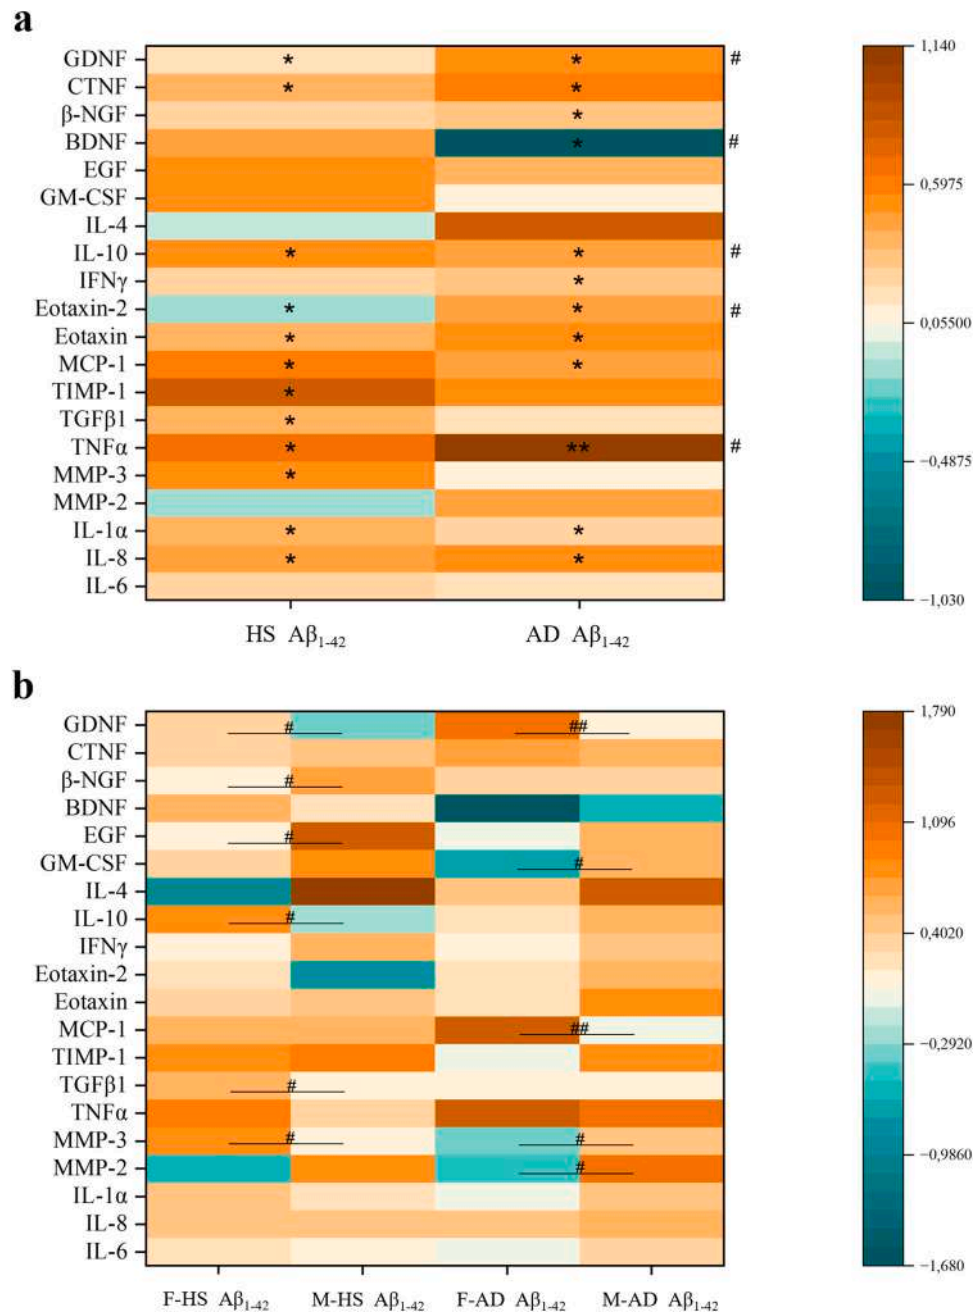 a
GDNF * * #
CTNF * *
β-NGF *
BDNF * #
EGF
GM-CSF
IL-4
IL-10 * * #
IFNγ *
Eotaxin-2 * * #
Eotaxin * *
MCP-1 * *
TIMP-1 *
TGFβ1 *
TNFα * ** #
MMP-3 *
MMP-2
IL-1α * *
IL-8 * *
IL-6
HS Aβ1-42 AD Aβ1-42
1,140
0,5975
0,05500
−0,4875
−1,030
b
GDNF # ##
CTNF
β-NGF #
BDNF
EGF #
GM-CSF #
IL-4
IL-10 #
IFNγ
Eotaxin-2
Eotaxin
MCP-1 ##
TIMP-1
TGFβ1 #
TNFα
MMP-3 # #
MMP-2 #
IL-1α
IL-8
IL-6
F-HS Aβ1-42 M-HS Aβ1-42 F-AD Aβ1-42 M-AD Aβ1-42
1,790
1,096
0,4020
−0,2920
−0,9860
−1,680